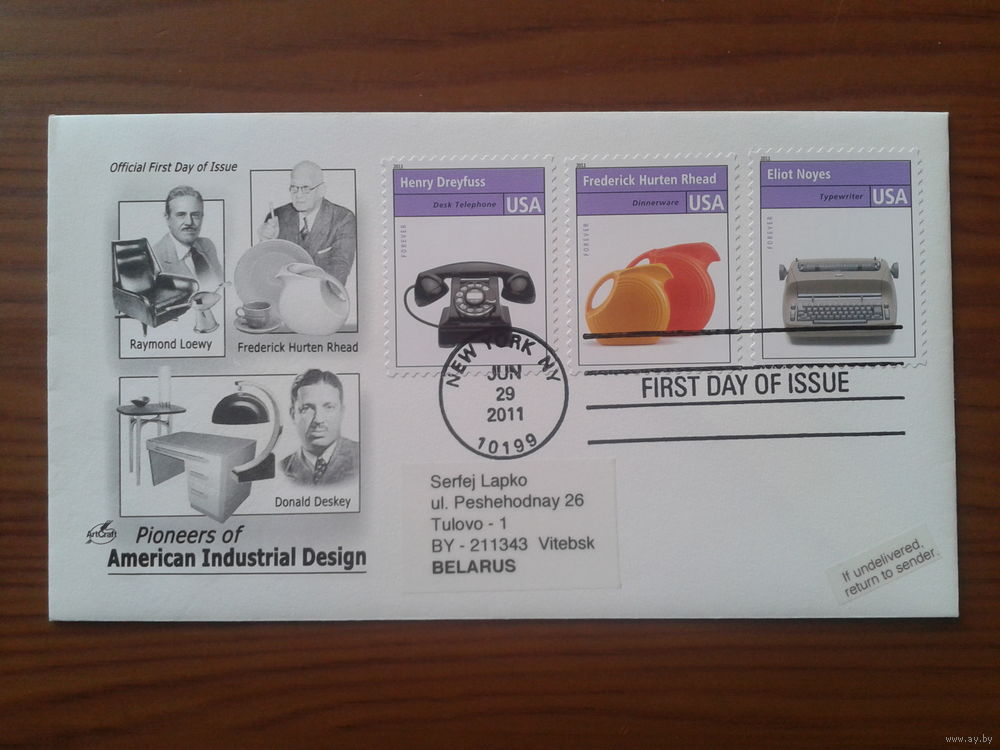 Official First Day of Issue
Raymond Loewy
Frederick Hurten Rhead
Donald Deskey
ArtCraft
Pioneers of
American Industrial Design
2011
Henry Dreyfuss
Desk Telephone USA
FOREVER
2011
Frederick Hurten Rhead
Dinnerware USA
FOREVER
2011
Eliot Noyes
Typewriter USA
FOREVER
NEW YORK NY
JUN
29
2011
10199
FIRST DAY OF ISSUE
Serfej Lapko
ul. Peshehodnay 26
Tulovo - 1
BY - 211343 Vitebsk
BELARUS
If undelivered,
return to sender.
www.ay.by